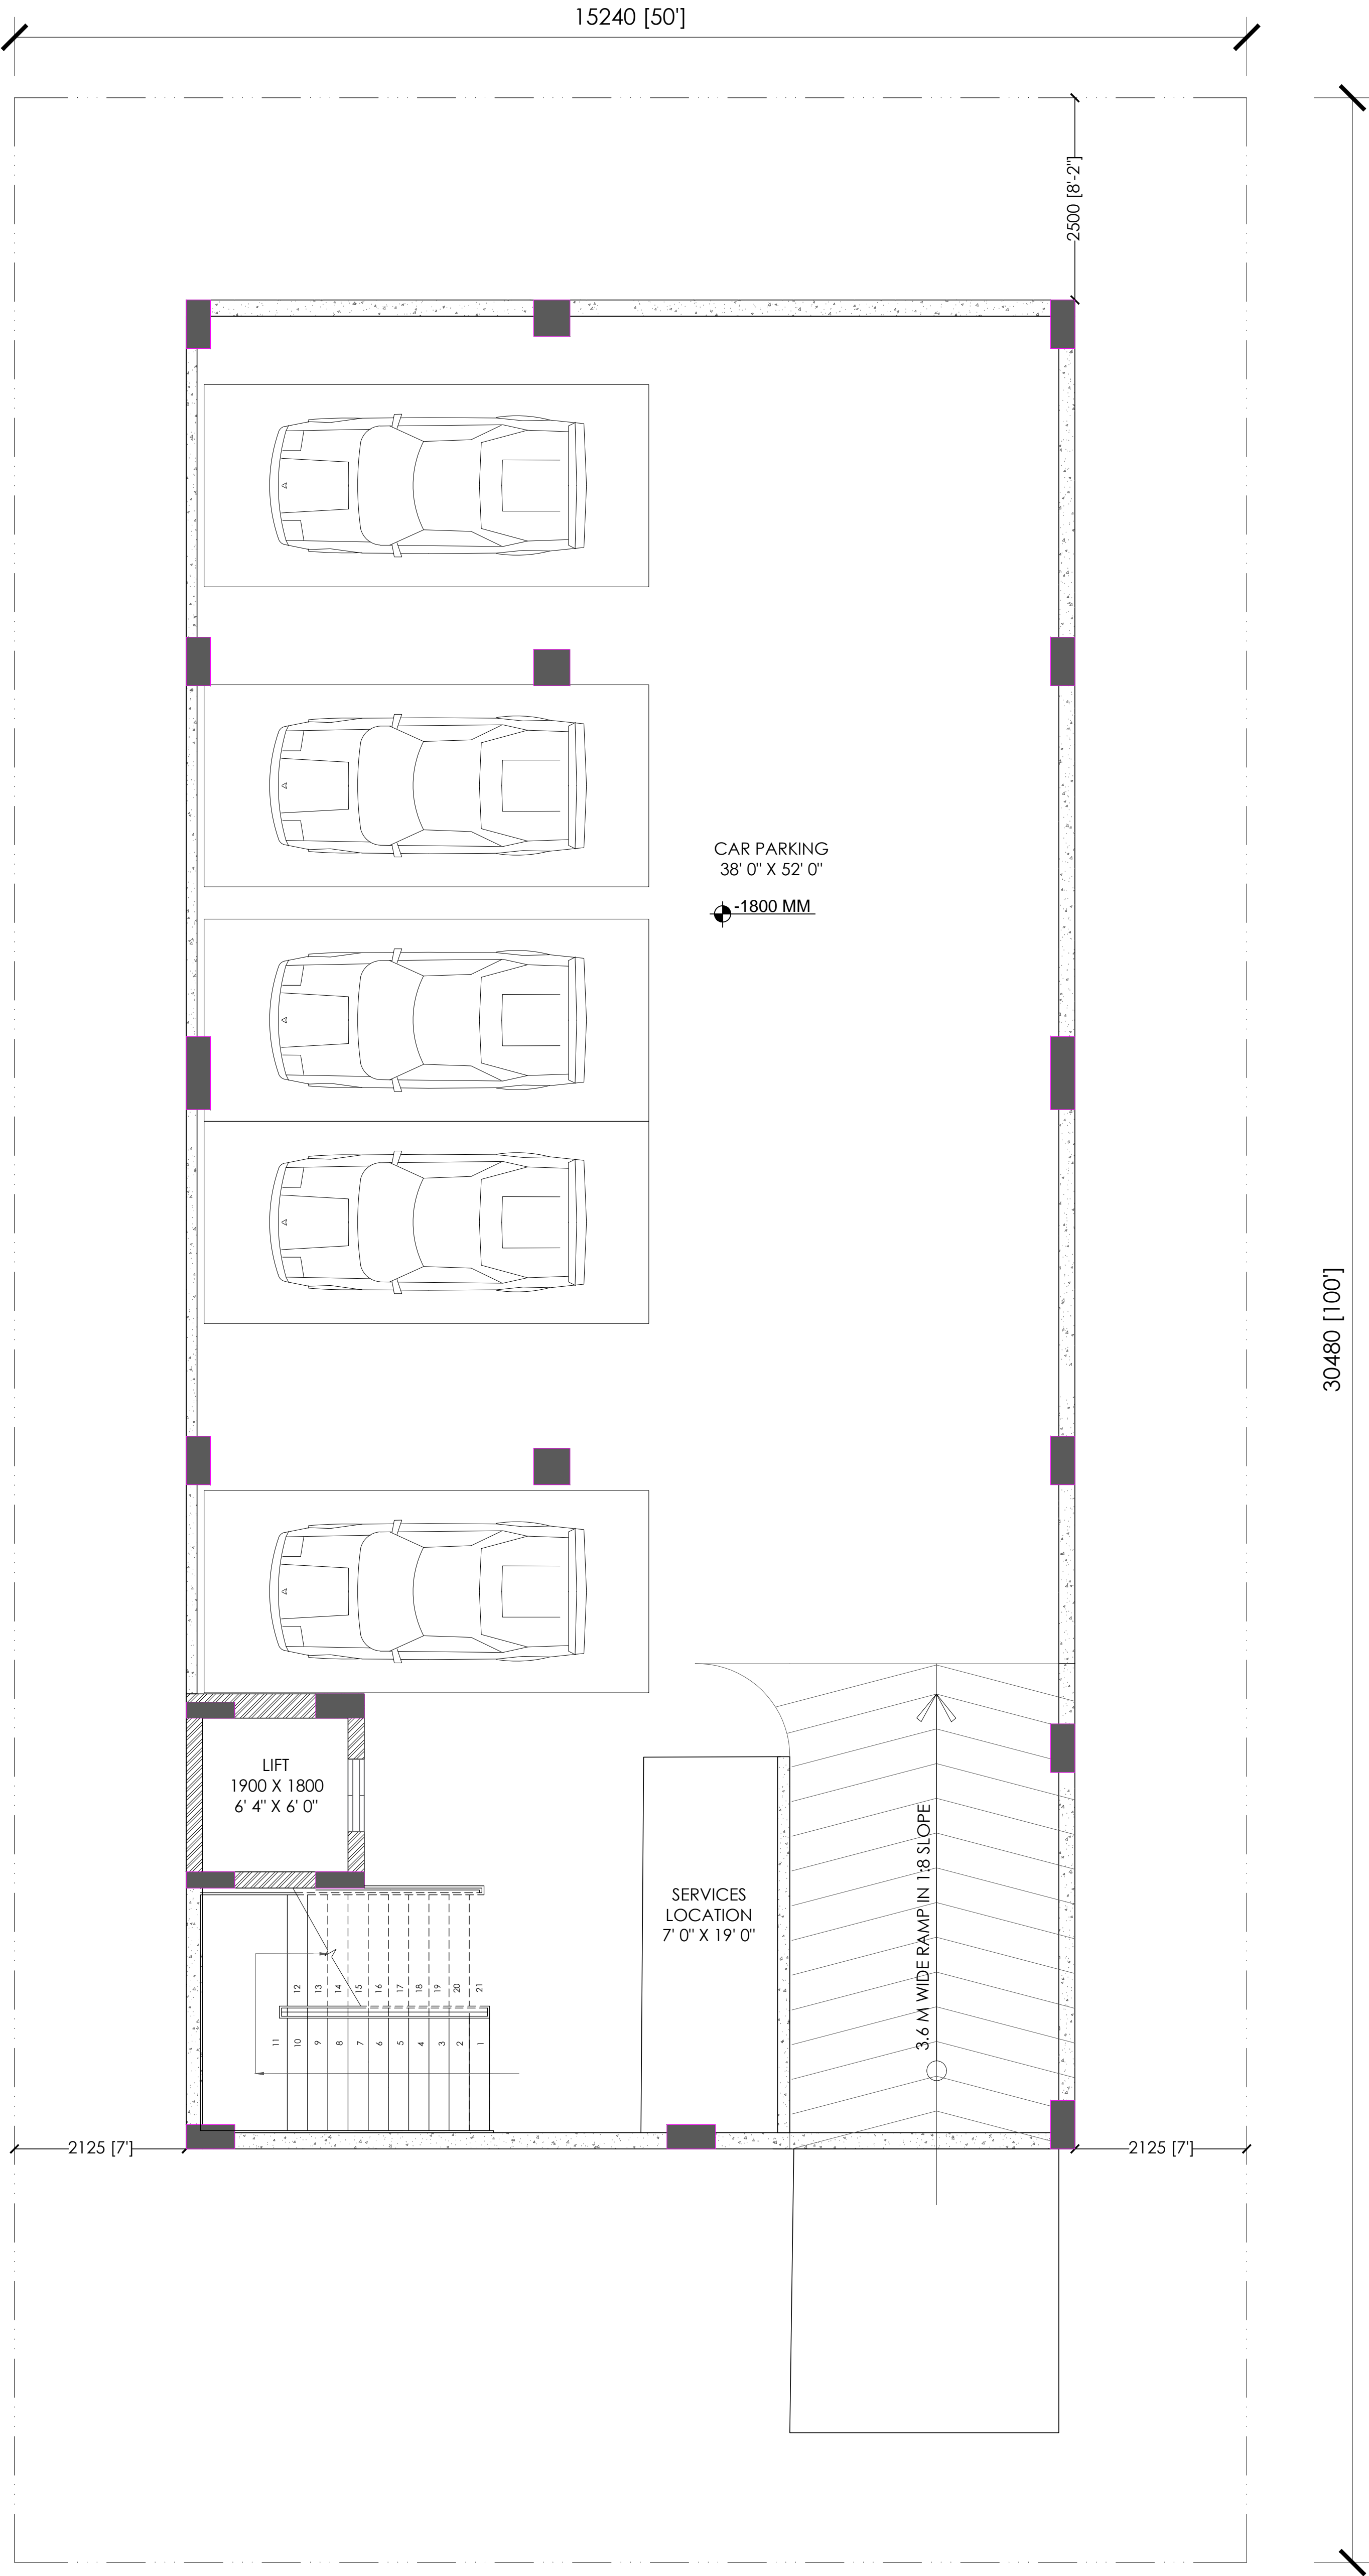 15240 [50']
2500 [8'-2"]
CAR PARKING
38' 0" X 52' 0"
-1800 MM
30480 [100']
LIFT
1900 X 1800
6' 4" X 6' 0"
3.6 M WIDE RAMP IN 1:8 SLOPE
SERVICES
LOCATION
7' 0" X 19' 0"
12 13 14 15 16 17 18 19 20 21
11 10 9 8 7 6 5 4 3 2 1
2125 [7']
2125 [7']